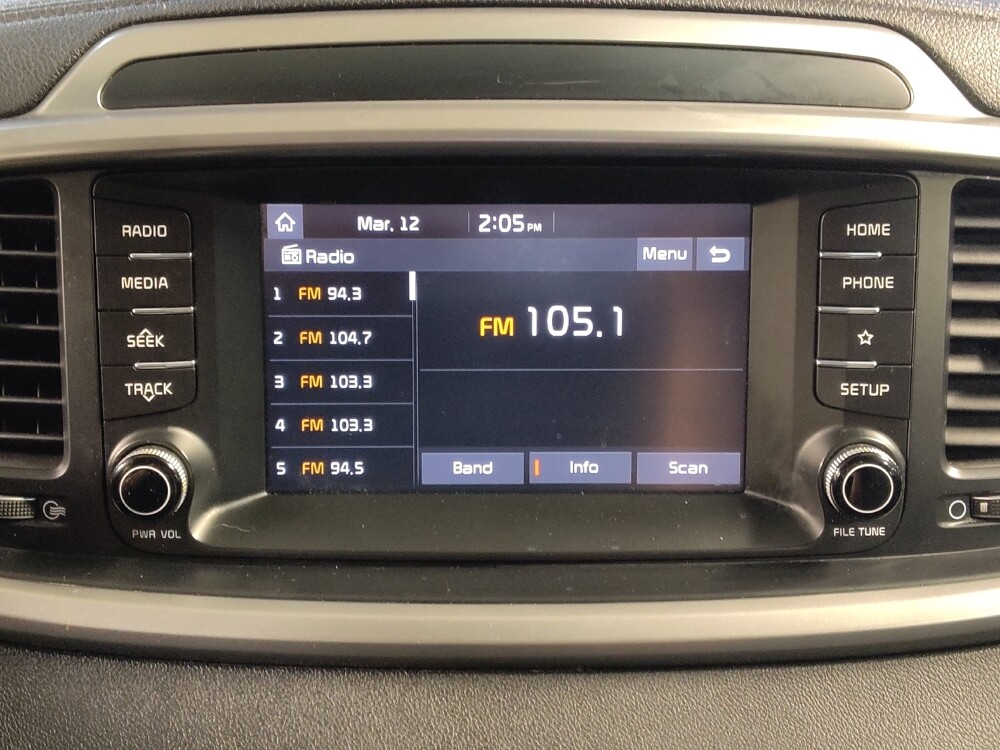 RADIO
MEDIA
SEEK
TRACK
PWR VOL
Mar. 12 2:05 PM
Radio Menu
1 FM 94.3
2 FM 104.7
3 FM 103.3
4 FM 103.3
5 FM 94.5
FM 105.1
Band Info Scan
HOME
PHONE
SETUP
FILE TUNE